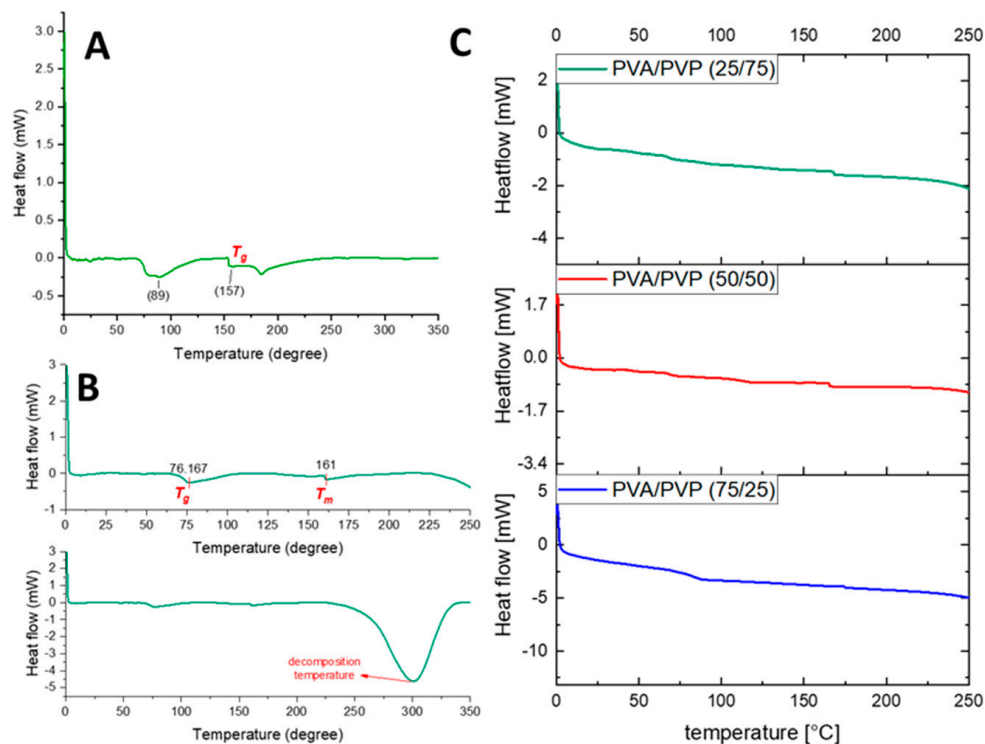 A
Heat flow (mW)
3.0
2.5
2.0
1.5
1.0
0.5
0.0
-0.5
Tg
(89)
(157)
0 50 100 150 200 250 300 350
Temperature (degree)
B
Heat flow (mW)
3
2
1
0
-1
76.167
161
Tg
Tm
0 25 50 75 100 125 150 175 200 225 250
Temperature (degree)
Heat flow (mW)
3
2
1
0
-1
-2
-3
-4
-5
decomposition
temperature
0 50 100 150 200 250 300 350
Temperature (degree)
C
0 50 100 150 200 250
PVA/PVP (25/75)
Heatflow [mW]
2
0
-2
-4
PVA/PVP (50/50)
Heatflow [mW]
1.7
0.0
-1.7
-3.4
PVA/PVP (75/25)
Heat flow [mW]
5
0
-5
-10
0 50 100 150 200 250
temperature [°C]